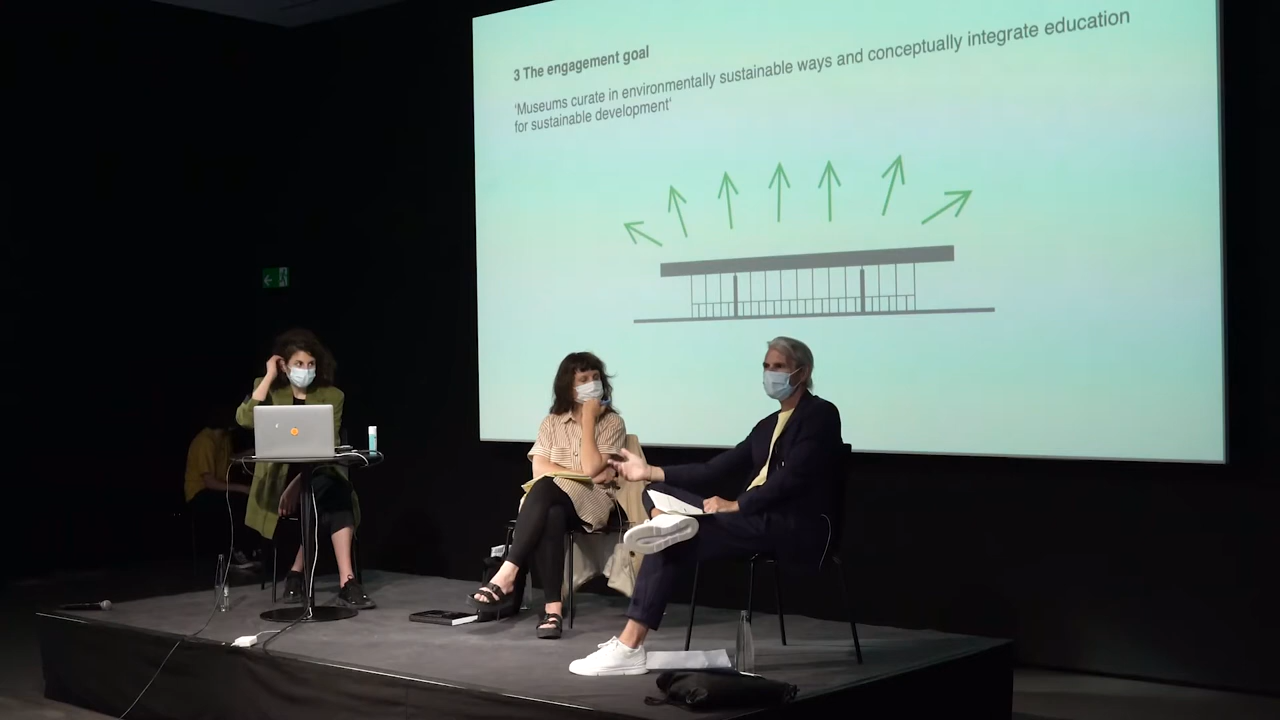 3 The engagement goal
'Museums curate in environmentally sustainable ways and conceptually integrate education
for sustainable development'